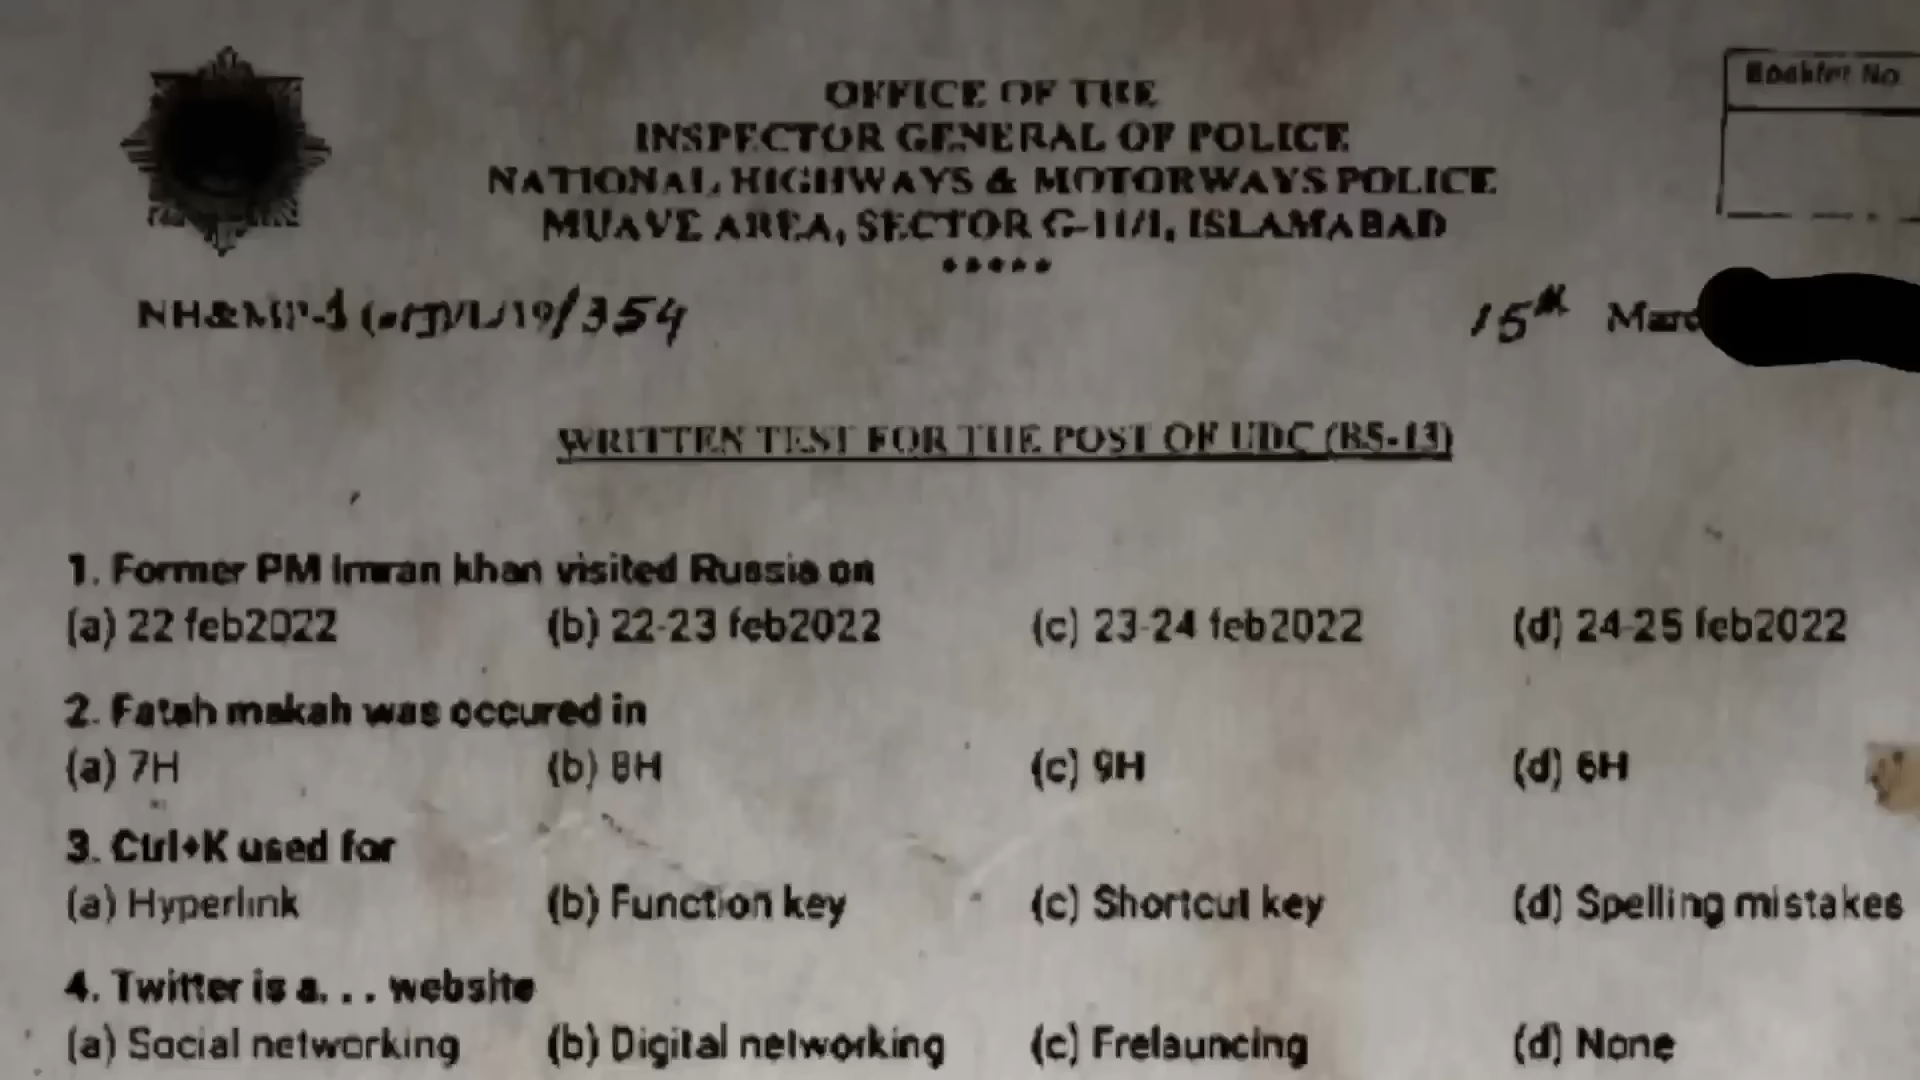 Booklet No
OFFICE OF THE
INSPECTOR GENERAL OF POLICE
NATIONAL HIGHWAYS & MOTORWAYS POLICE
MUAVE AREA, SECTOR G-11/1, ISLAMABAD
*****
/354
15th
WRITTEN TEST FOR THE POST OF UDC (BS-13)
1. Former PM Imran khan visited Russia on
(a) 22 feb2022 (b) 22-23 feb2022 (c) 23-24 feb2022 (d) 24-25 feb2022
2. Fatah makah was occured in
(a) 7H (b) 8H (c) 9H (d) 6H
3. Ctrl+K used for
(a) Hyperlink (b) Function key (c) Shortcut key (d) Spelling mistakes
4. Twitter is a. . . website
(a) Social networking (b) Digital networking (c) Frelauncing (d) None